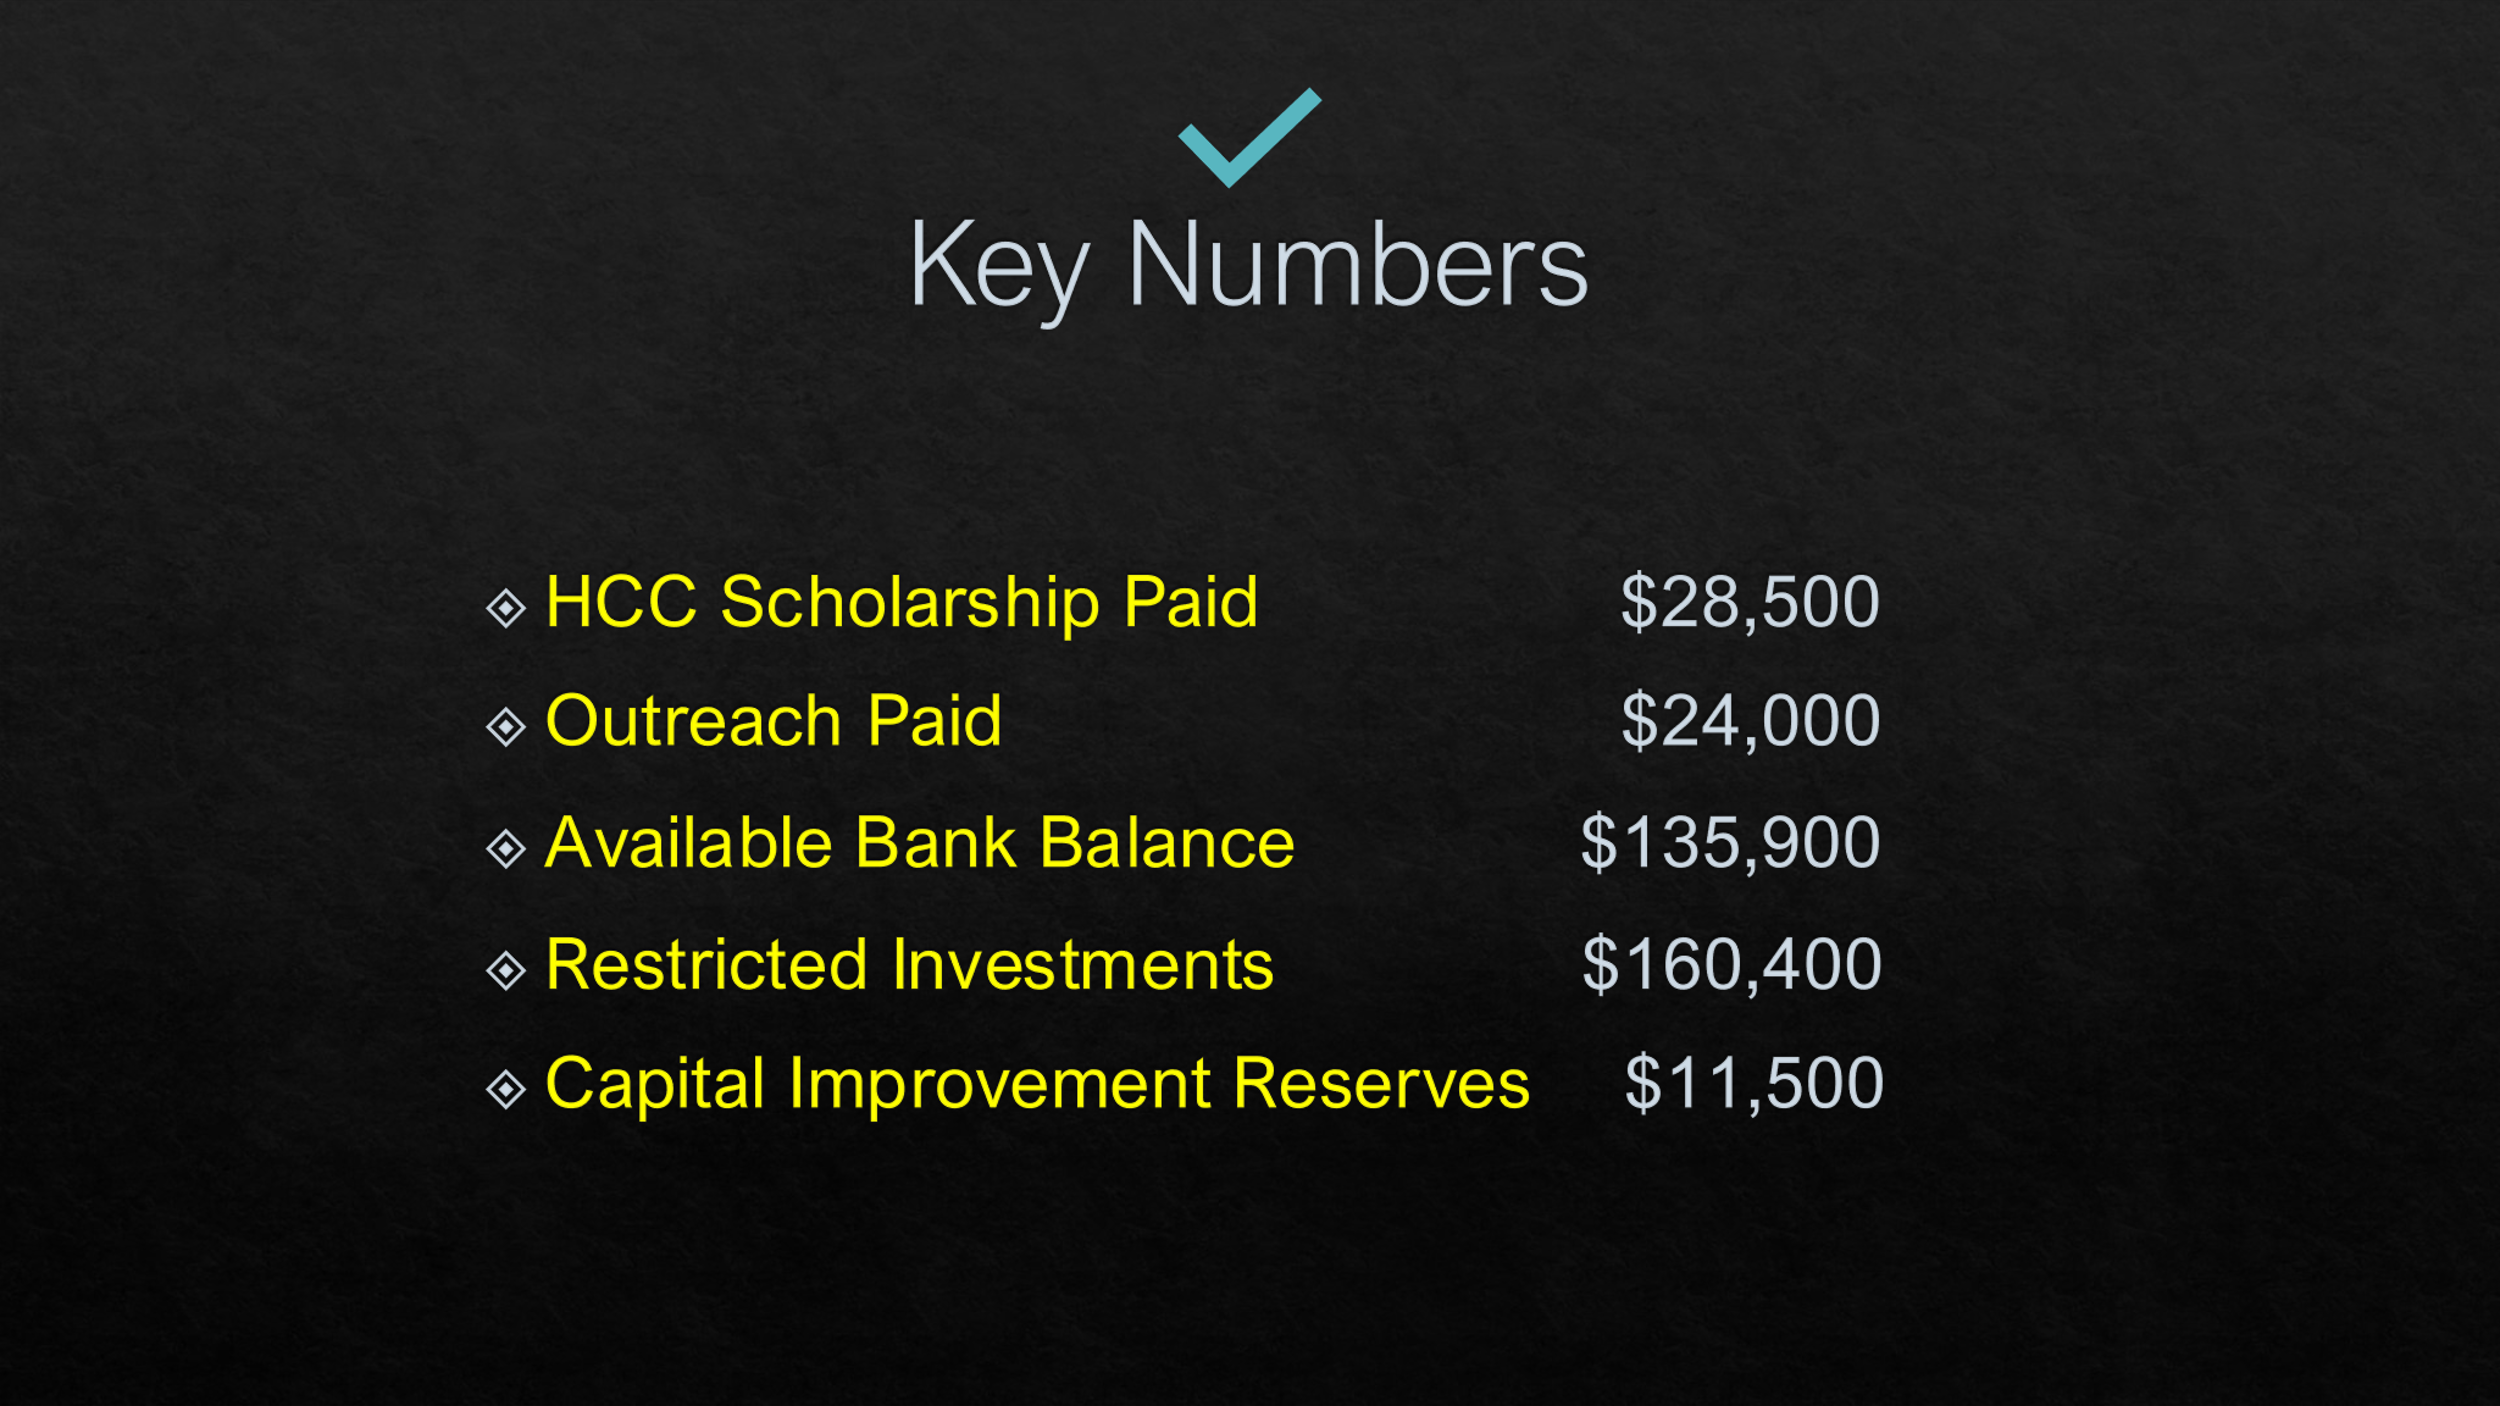 Key Numbers
HCC Scholarship Paid $28,500
Outreach Paid $24,000
Available Bank Balance $135,900
Restricted Investments $160,400
Capital Improvement Reserves $11,500